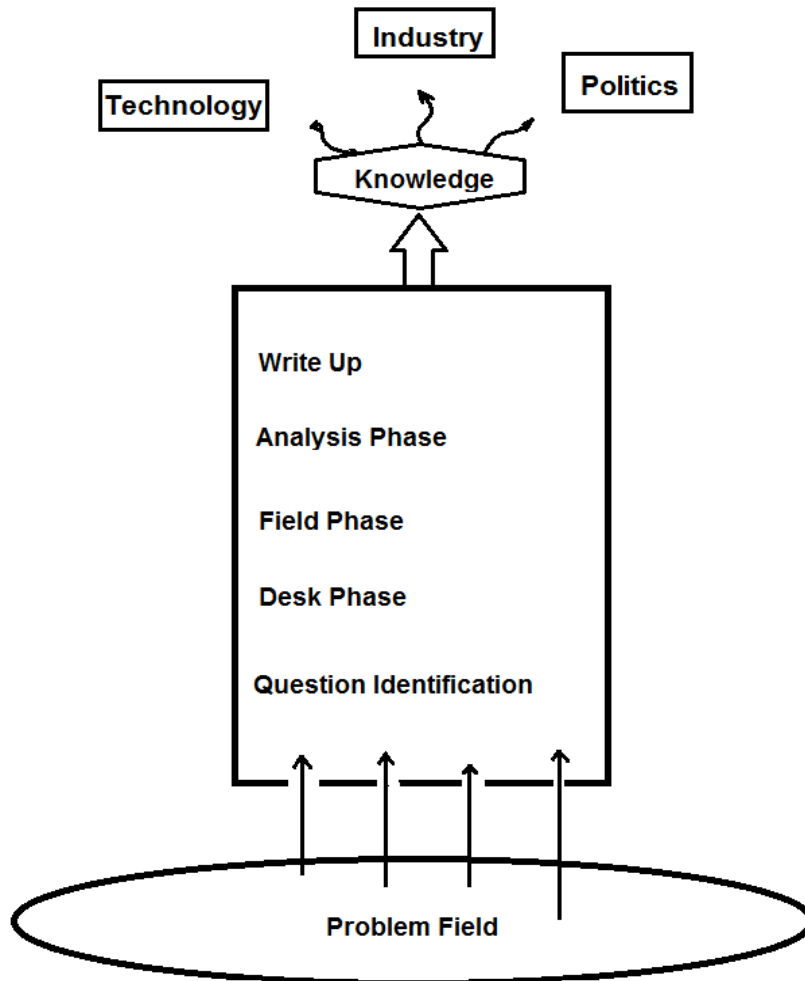 Industry
Technology
Politics
Knowledge
Write Up
Analysis Phase
Field Phase
Desk Phase
Question Identification
Problem Field